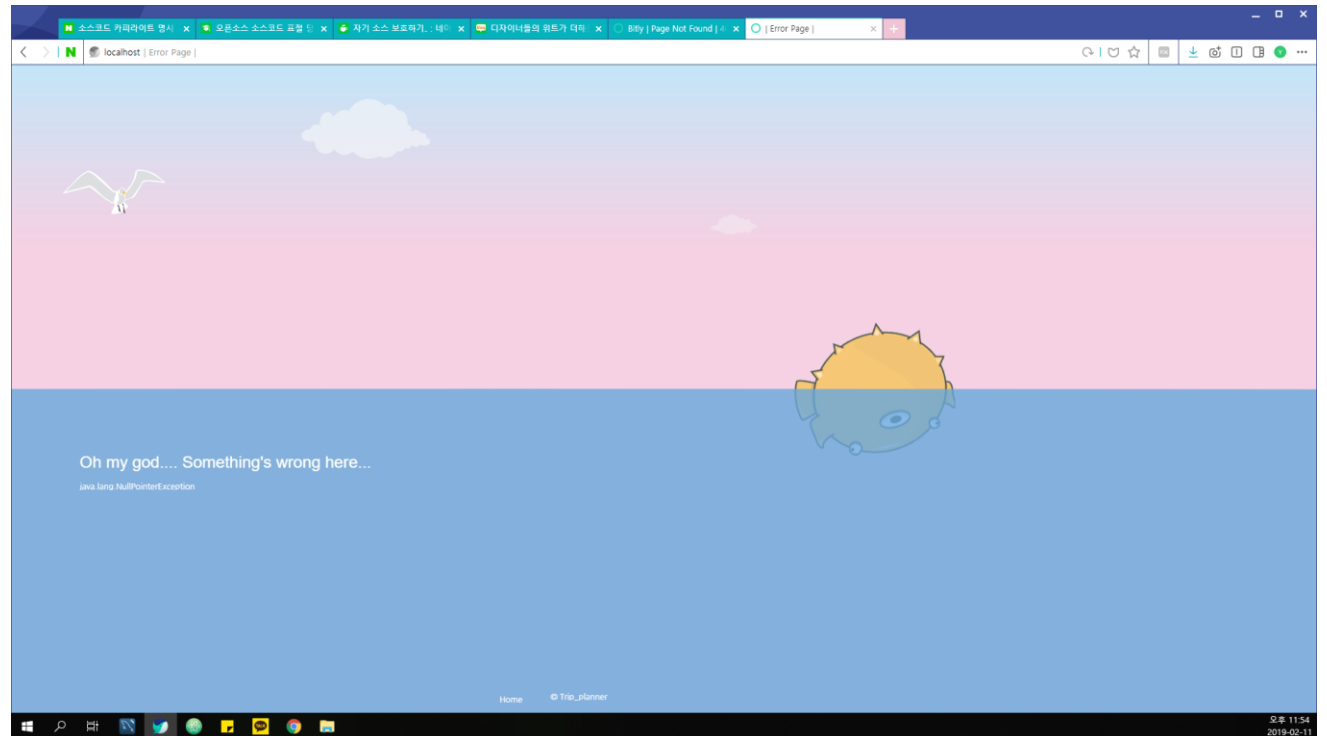 소스코드 카피라이트 명시
오픈소스 소스코드 표절
자기 소스 보호하기.. : 네이
디자이너들의 위트가 더해
Bitly | Page Not Found | 4
| Error Page |
N
localhost | Error Page |
Oh my god.... Something's wrong here...
java.lang.NullPointerException
Home
© Trip_planner
오후 11:54
2019-02-11